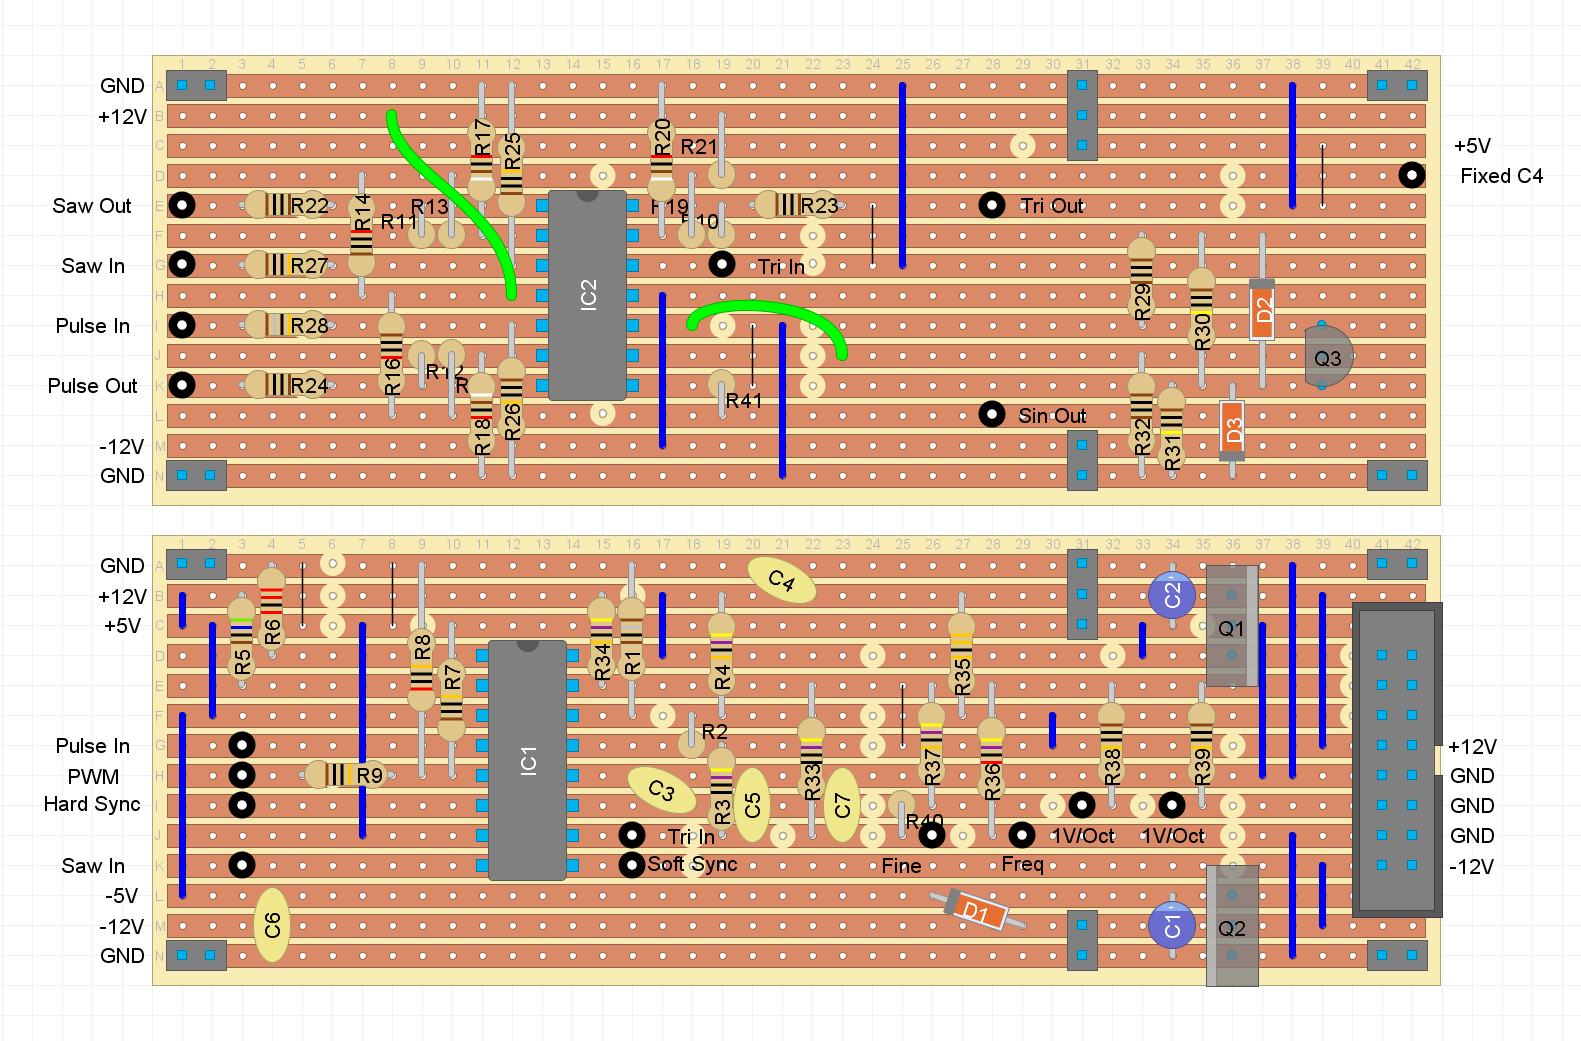 1 2 3 4 5 6 7 8 9 10 11 12 13 14 15 16 17 18 19 20 21 22 23 24 25 26 27 28 29 30 31 32 33 34 35 36 37 38 39 40 41 42
GND A
+12V B
C R17 R25 R20 R21 +5V
D Fixed C4
Saw Out E R22 R14 R13 R19 R23 Tri Out
F R11 R10
Saw In G R27 Tri In
H IC2 R29 D2
Pulse In I R28 R30
J R16 R12 Q3
Pulse Out K R24 R R41
L R18 R26 Sin Out R32 R31 D3
-12V M
GND N
1 2 3 4 5 6 7 8 9 10 11 12 13 14 15 16 17 18 19 20 21 22 23 24 25 26 27 28 29 30 31 32 33 34 35 36 37 38 39 40 41 42
GND A C4
+12V B C2
+5V C R6 Q1
D R5 R8 R34 R1 R4 R35
E R7
F
Pulse In G R2 +12V
PWM H R9 IC1 R33 R37 R36 R38 R39 GND
Hard Sync I C3 R3 C5 C7 R40 GND
J Tri In 1V/Oct 1V/Oct GND
Saw In K Soft Sync Fine Freq -12V
-5V L D1
-12V M C6 C1 Q2
GND N